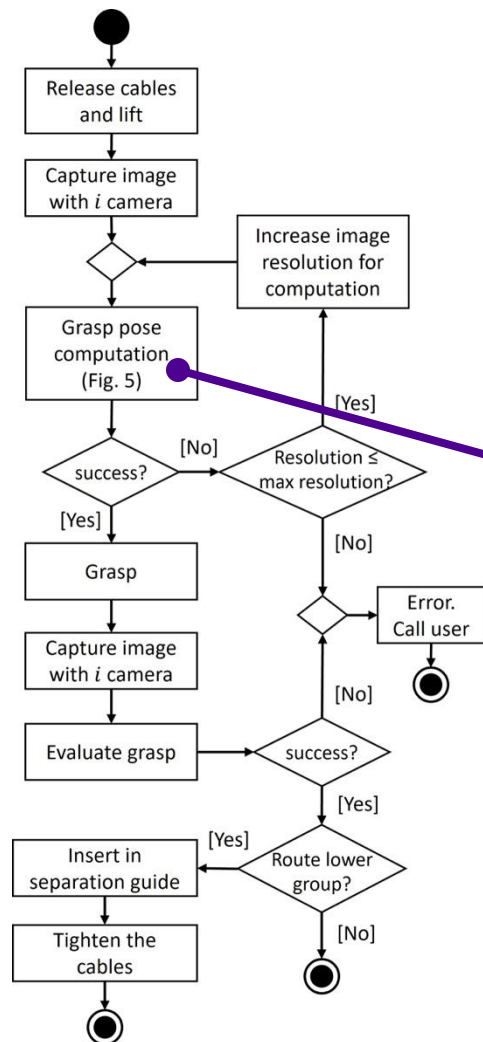 Release cables
and lift
Capture image
with i camera
Increase image
resolution for
computation
Grasp pose
computation
(Fig. 5)
[Yes]
[No]
success?
Resolution ≤
max resolution?
[Yes]
[No]
Grasp
Error.
Call user
Capture image
with i camera
[No]
Evaluate grasp
success?
[Yes]
[Yes]
Insert in
separation guide
Route lower
group?
[No]
Tighten the
cables